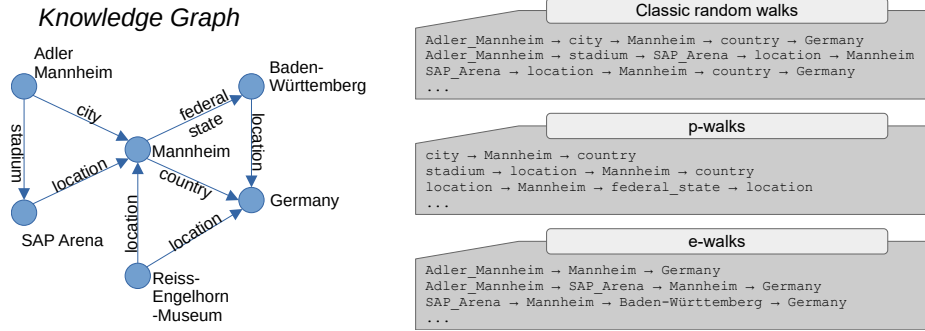 Knowledge Graph
Adler
Mannheim
Baden-
Württemberg
city
federal
state
stadium
location
Mannheim
location
country
Germany
SAP Arena
location
location
Reiss-
Engelhorn
-Museum
Classic random walks
Adler_Mannheim → city → Mannheim → country → Germany
Adler_Mannheim → stadium → SAP_Arena → location → Mannheim
SAP_Arena → location → Mannheim → country → Germany
...
p-walks
city → Mannheim → country
stadium → location → Mannheim → country
location → Mannheim → federal_state → location
...
e-walks
Adler_Mannheim → Mannheim → Germany
Adler_Mannheim → SAP_Arena → Mannheim → Germany
SAP_Arena → Mannheim → Baden-Württemberg → Germany
...